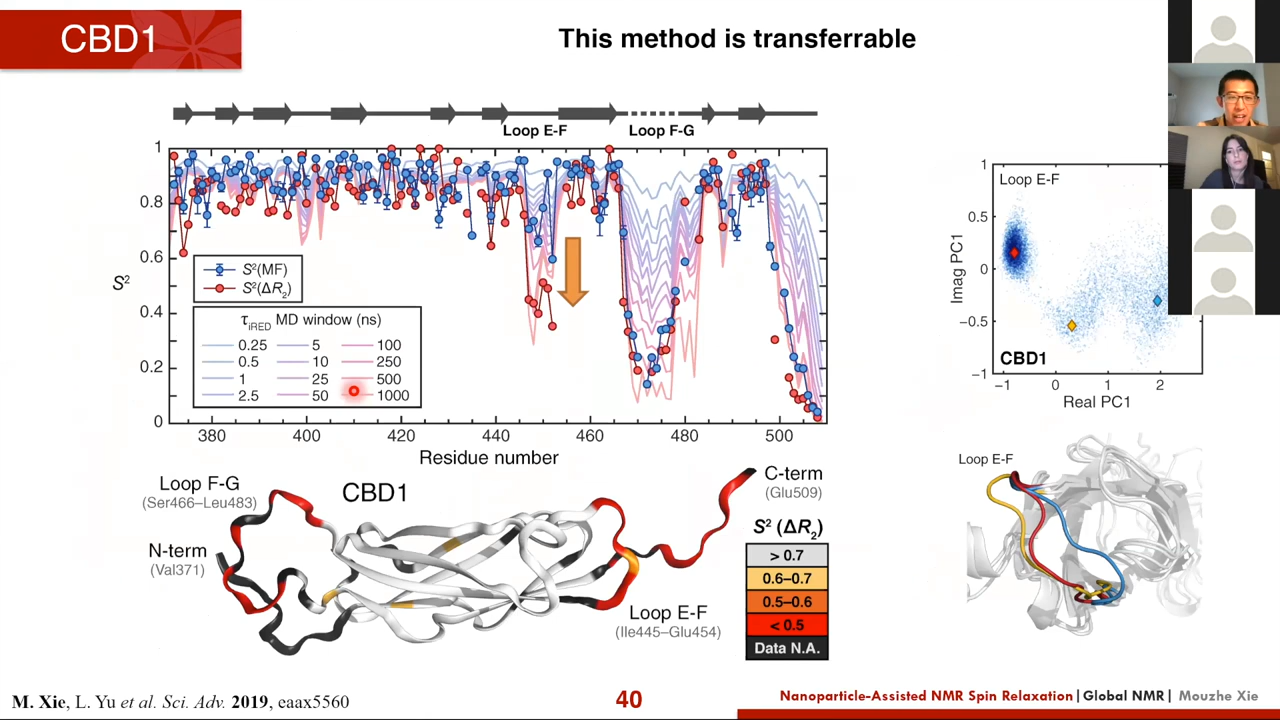 CBD1
This method is transferrable
Loop E-F
Loop F-G
1
0.8
0.6
0.4
0.2
0
S²
S²(MF)
S²(ΔR₂)
τiRED MD window (ns)
0.25 5 100
0.5 10 250
1 25 500
2.5 50 1000
380 400 420 440 460 480 500
Residue number
Loop E-F
1
0.5
0
−0.5
−1
Imag PC1
CBD1
−1 0 1 2
Real PC1
Loop F-G
(Ser466–Leu483)
CBD1
N-term
(Val371)
C-term
(Glu509)
Loop E-F
(Ile445–Glu454)
S² (ΔR₂)
> 0.7
0.6–0.7
0.5–0.6
< 0.5
Data N.A.
Loop E-F
M. Xie, L. Yu et al. Sci. Adv. 2019, eaax5560
40
Nanoparticle-Assisted NMR Spin Relaxation | Global NMR | Mouzhe Xie